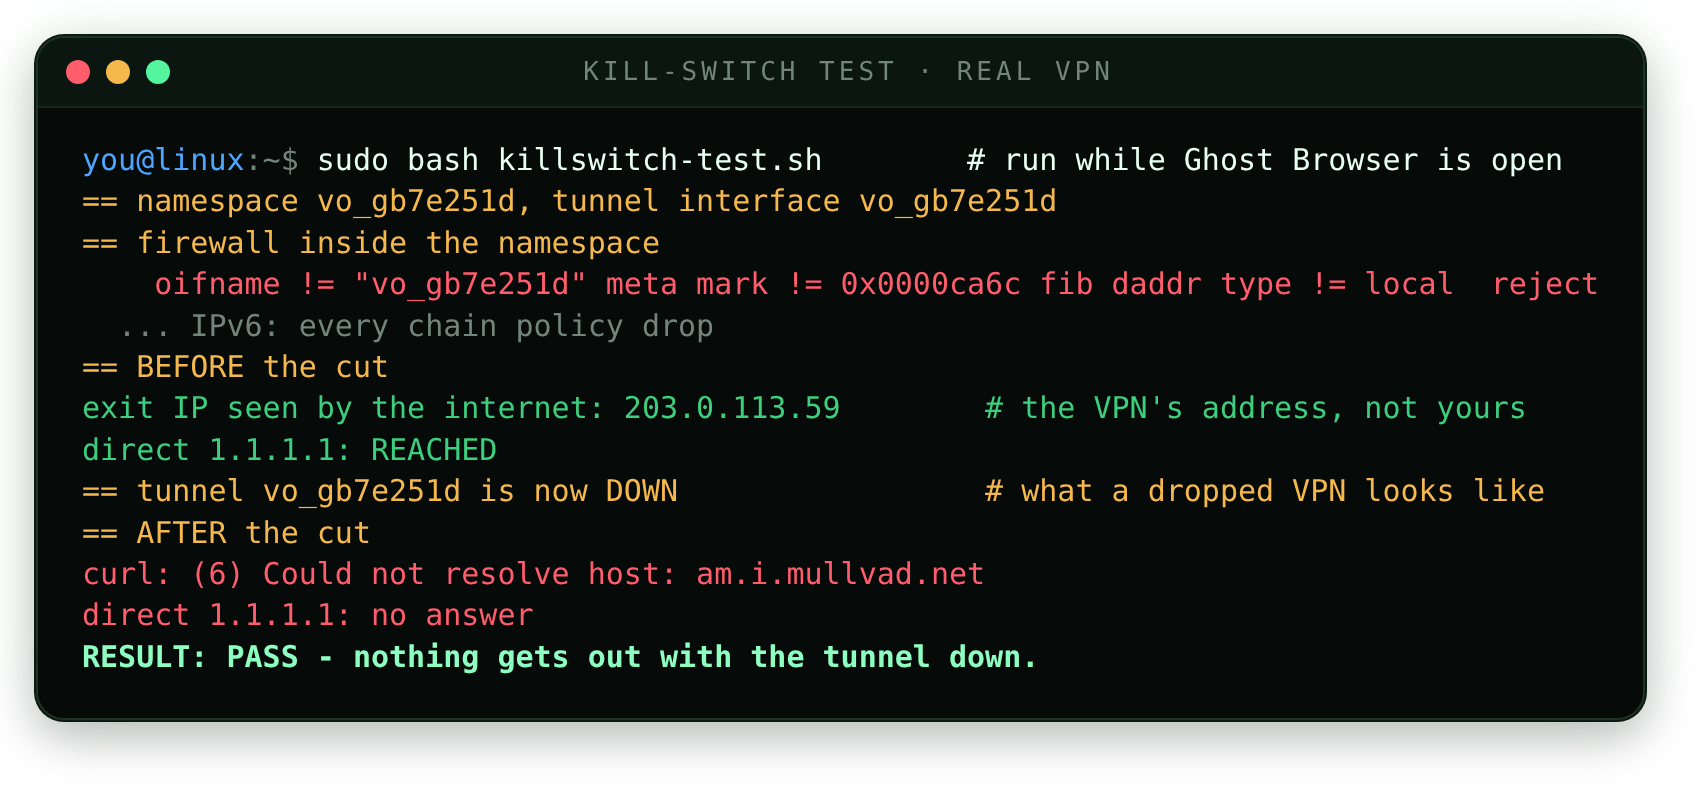 KILL-SWITCH TEST · REAL VPN
you@linux:~$ sudo bash killswitch-test.sh        # run while Ghost Browser is open
== namespace vo_gb7e251d, tunnel interface vo_gb7e251d
== firewall inside the namespace
    oifname != "vo_gb7e251d" meta mark != 0x0000ca6c fib daddr type != local  reject
  ... IPv6: every chain policy drop
== BEFORE the cut
exit IP seen by the internet: 203.0.113.59        # the VPN's address, not yours
direct 1.1.1.1: REACHED
== tunnel vo_gb7e251d is now DOWN                 # what a dropped VPN looks like
== AFTER the cut
curl: (6) Could not resolve host: am.i.mullvad.net
direct 1.1.1.1: no answer
RESULT: PASS - nothing gets out with the tunnel down.